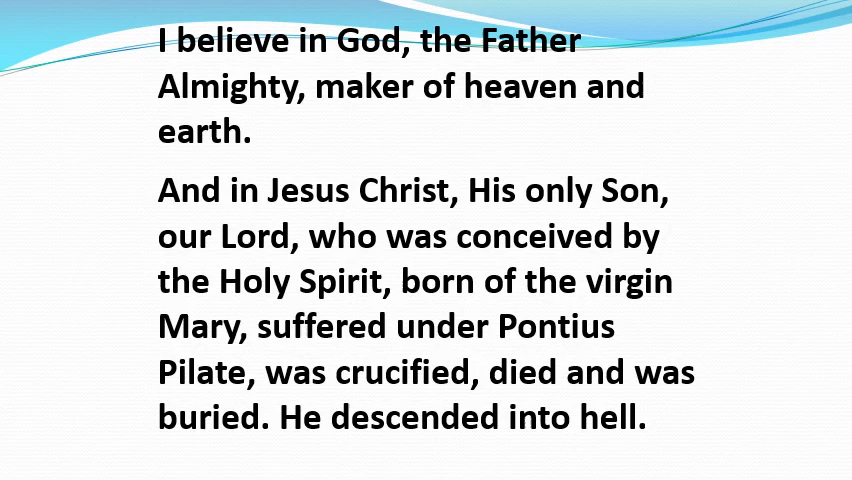 I believe in God, the Father
Almighty, maker of heaven and
earth.
And in Jesus Christ, His only Son,
our Lord, who was conceived by
the Holy Spirit, born of the virgin
Mary, suffered under Pontius
Pilate, was crucified, died and was
buried. He descended into hell.